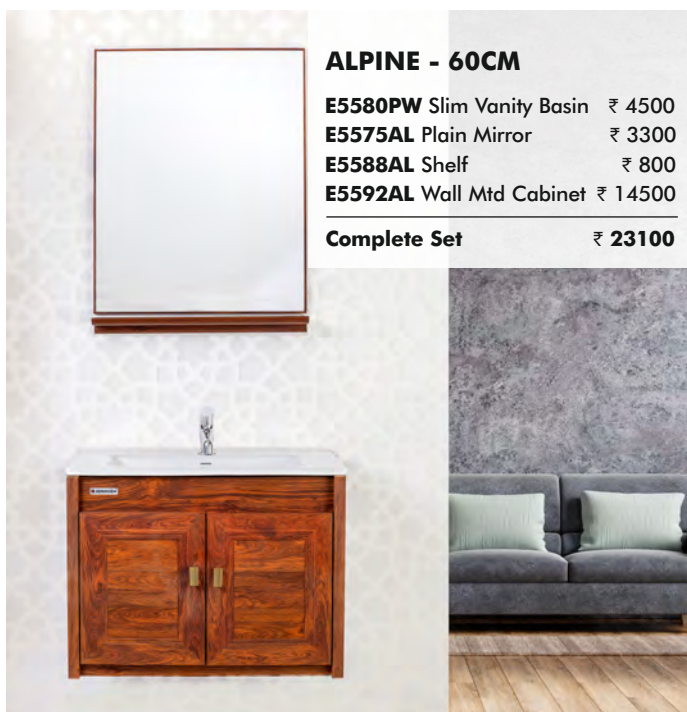 ALPINE - 60CM
E5580PW Slim Vanity Basin ₹ 4500
E5575AL Plain Mirror ₹ 3300
E5588AL Shelf ₹ 800
E5592AL Wall Mtd Cabinet ₹ 14500
Complete Set ₹ 23100